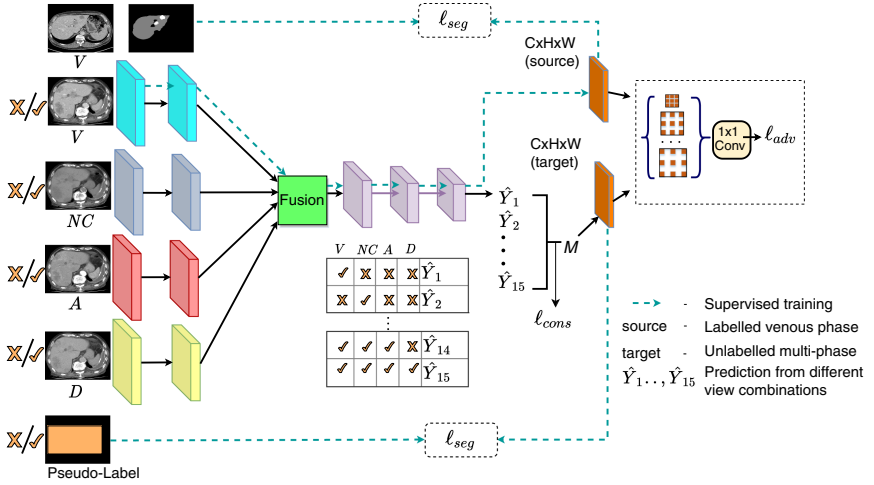 ℓ_seg
V
CxHxW
(source)
V
CxHxW
(target)
1x1
Conv
ℓ_adv
. . .
NC
Fusion
Ŷ_1
Ŷ_2
Ŷ_15
M
V NC A D
Ŷ_1
Ŷ_2
Ŷ_14
Ŷ_15
ℓ_cons
A
D
- Supervised training
source - Labelled venous phase
target - Unlabelled multi-phase
Ŷ_1 . . , Ŷ_15 Prediction from different
view combinations
ℓ_seg
Pseudo-Label